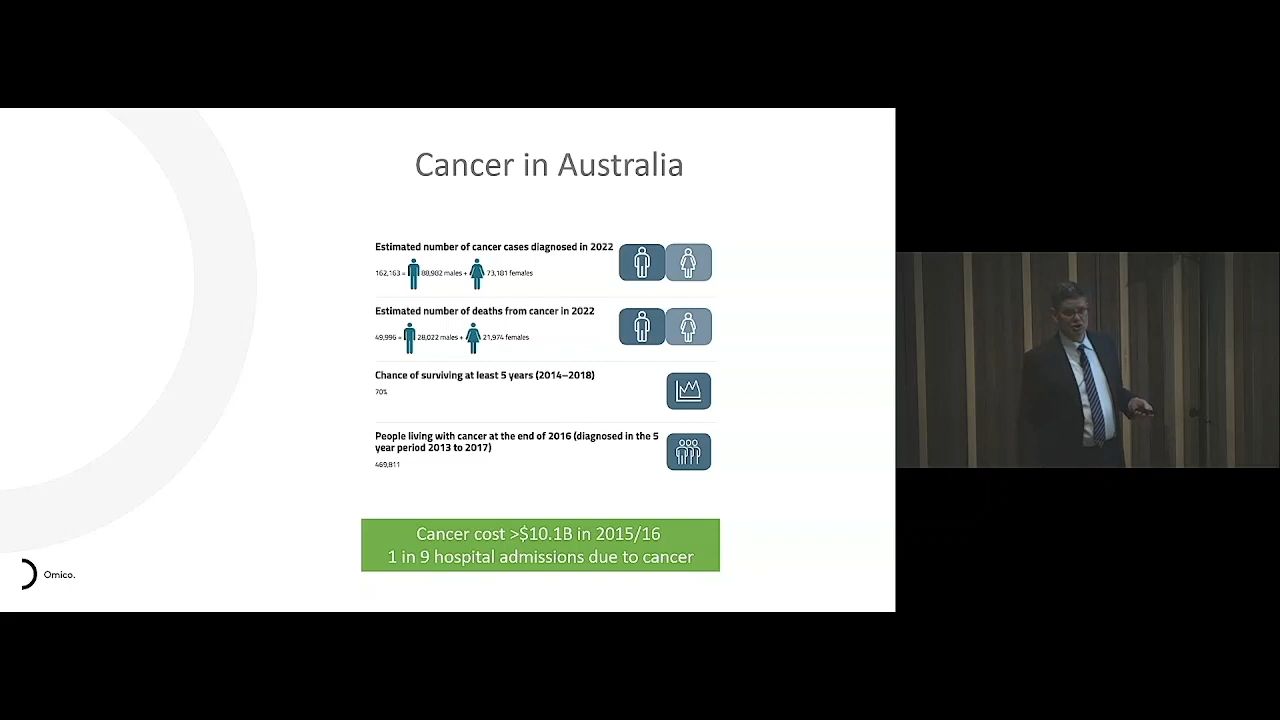 Cancer in Australia
Estimated number of cancer cases diagnosed in 2022
162,163 = 88,982 males + 73,181 females
Estimated number of deaths from cancer in 2022
49,996 = 28,022 males + 21,974 females
Chance of surviving at least 5 years (2014–2018)
70%
People living with cancer at the end of 2016 (diagnosed in the 5
year period 2013 to 2017)
469,811
Cancer cost >$10.1B in 2015/16
1 in 9 hospital admissions due to cancer
Omico.